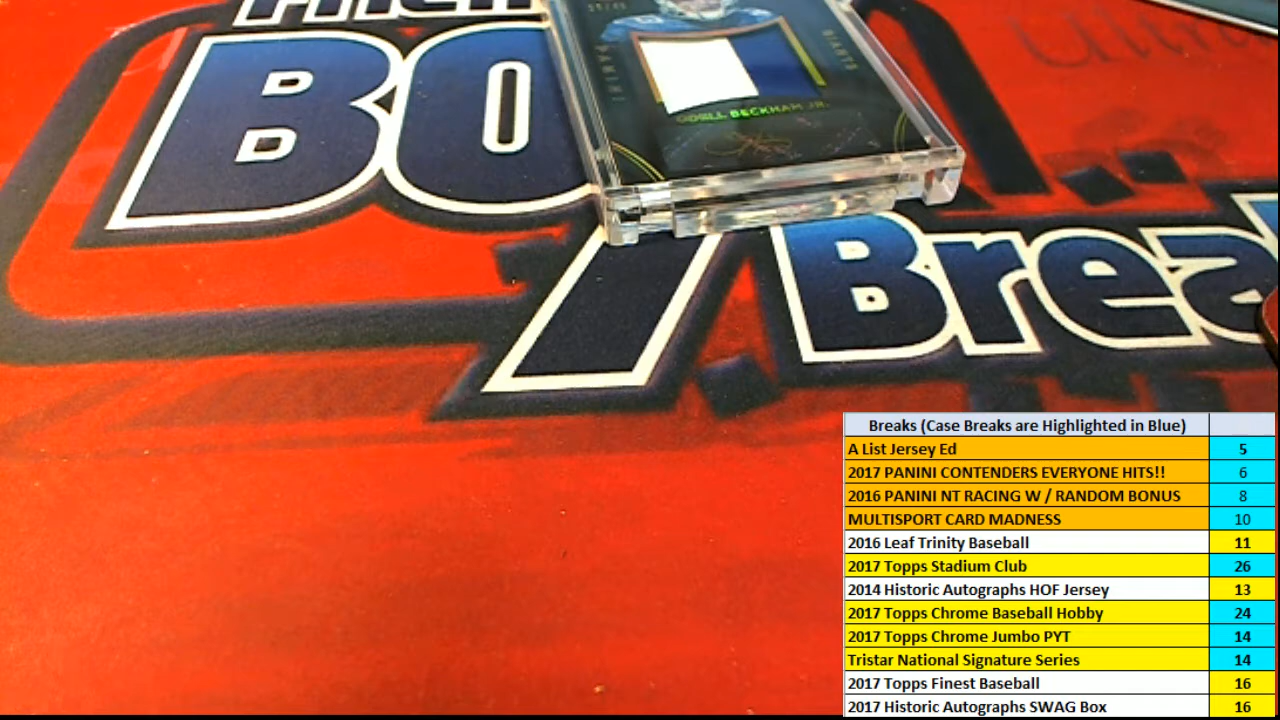 BO
Brea
PANINI
GIANTS
ODELL BECKHAM JR.
Breaks (Case Breaks are Highlighted in Blue)
A List Jersey Ed 5
2017 PANINI CONTENDERS EVERYONE HITS!! 6
2016 PANINI NT RACING W / RANDOM BONUS 8
MULTISPORT CARD MADNESS 10
2016 Leaf Trinity Baseball 11
2017 Topps Stadium Club 26
2014 Historic Autographs HOF Jersey 13
2017 Topps Chrome Baseball Hobby 24
2017 Topps Chrome Jumbo PYT 14
Tristar National Signature Series 14
2017 Topps Finest Baseball 16
2017 Historic Autographs SWAG Box 16